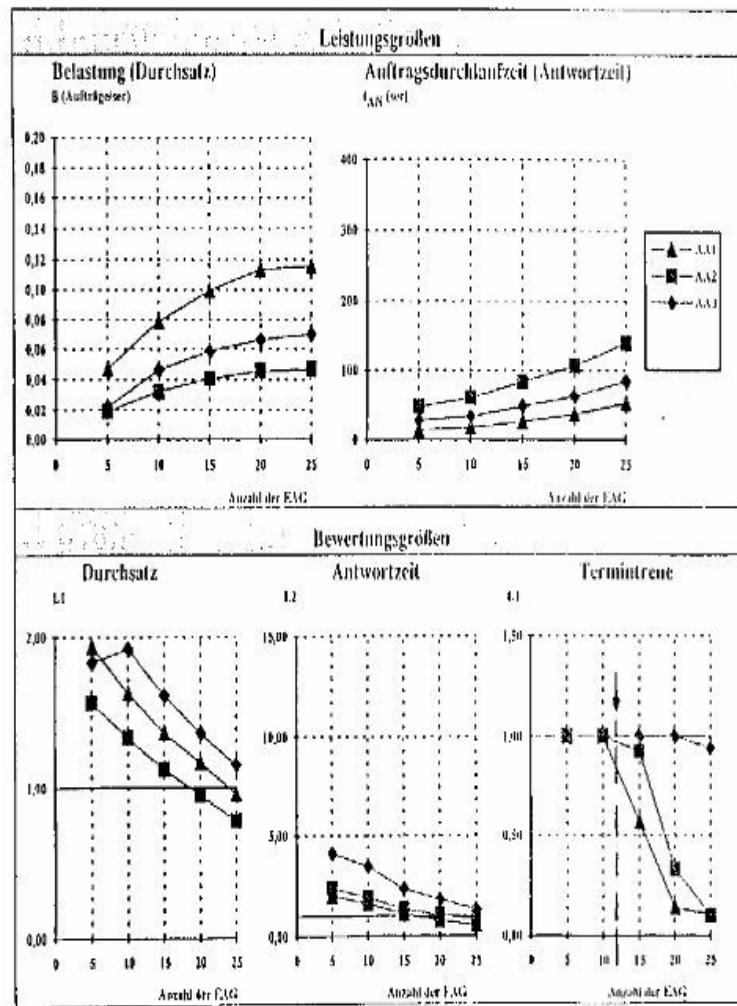 Leistungsgrößen
Belastung (Durchsatz)
B (Aufträge/sec)
0,20
0,18
0,16
0,14
0,12
0,10
0,08
0,06
0,04
0,02
0,00
0 5 10 15 20 25
Anzahl der EAG
Auftragsdurchlaufzeit (Antwortzeit)
tAN (sec)
400
300
200
100
0
0 5 10 15 20 25
Anzahl der EAG
AA1
AA2
AA3
Bewertungsgrößen
Durchsatz
L1
2,00
1,00
0,00
0 5 10 15 20 25
Anzahl der EAG
Antwortzeit
L2
15,00
10,00
5,00
0,00
0 5 10 15 20 25
Anzahl der EAG
Termintreue
1,50
1,00
0,50
0,00
0 5 10 15 20 25
Anzahl der EAG